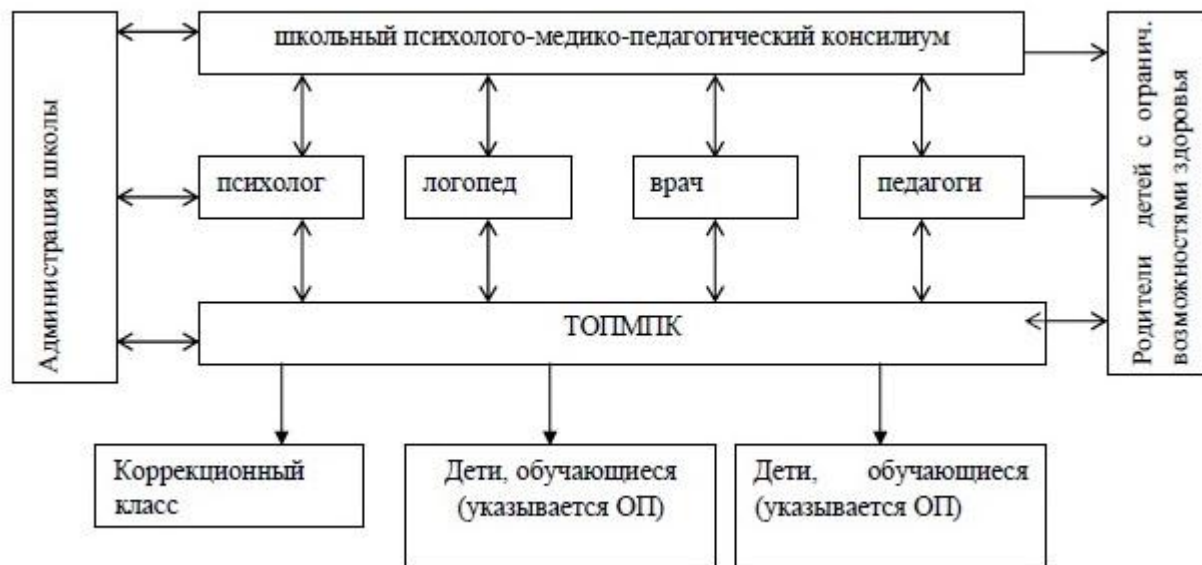 школьный психолого-медико-педагогический консилиум
Администрация школы
Родители детей с огранич.
возможностями здоровья
психолог
логопед
врач
педагоги
ТОПМПК
Коррекционный
класс
Дети, обучающиеся
(указывается ОП)
Дети, обучающиеся
(указывается ОП)